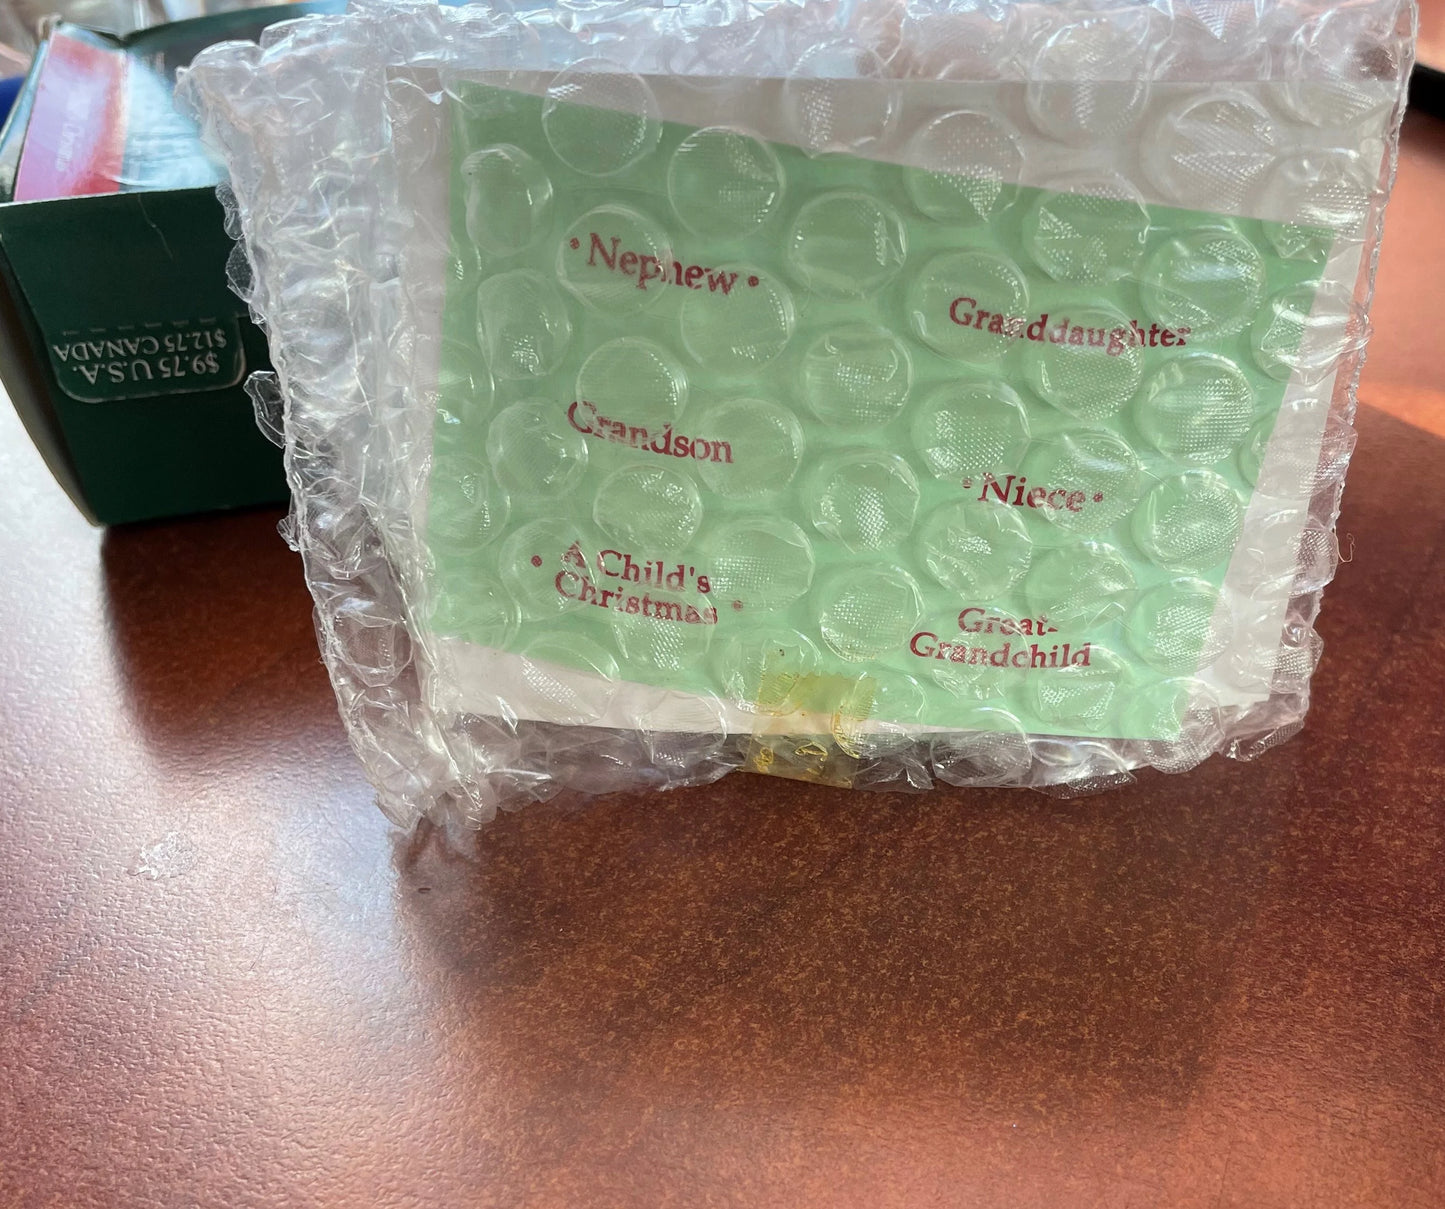 $9.75 U.S.A.
$12.75 CANADA
• Nephew •
Granddaughter
Grandson
• Niece •
• A Child's
Christmas •
Great-
Grandchild